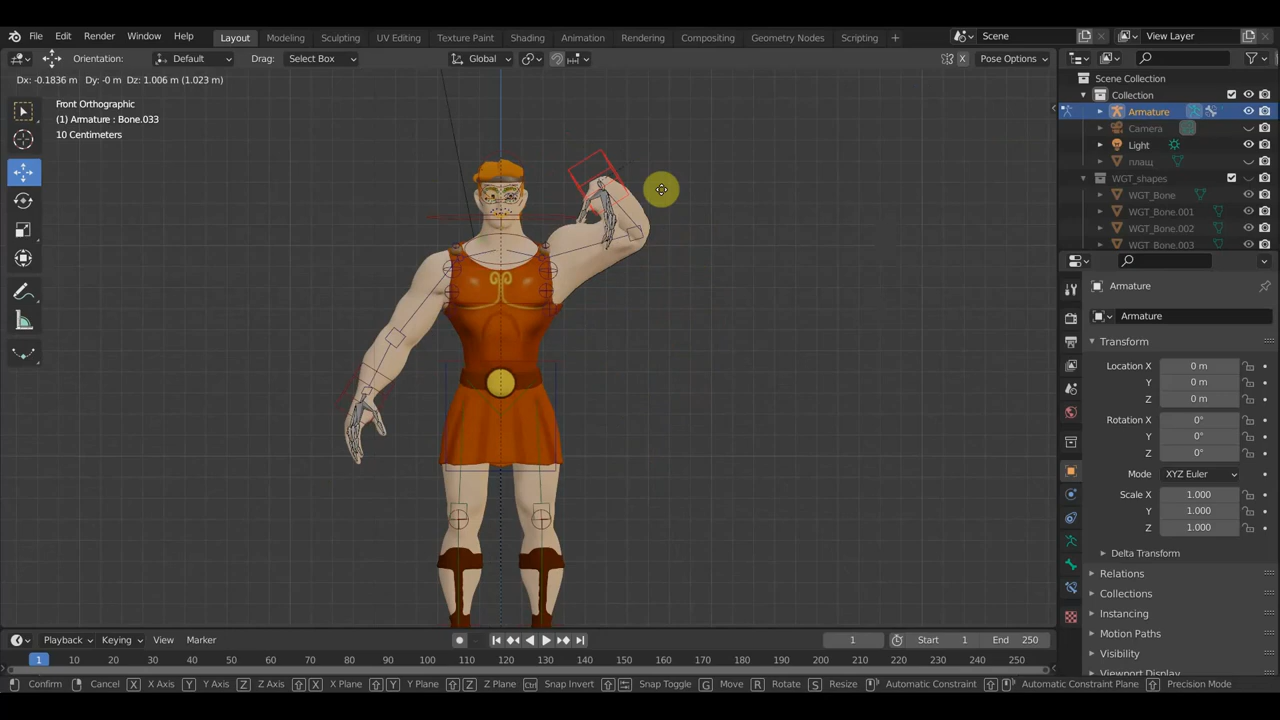 File Edit Render Window Help Layout Modeling Sculpting UV Editing Texture Paint Shading Animation Rendering Compositing Geometry Nodes Scripting + Scene View Layer
Orientation: Default Drag: Select Box Global X Pose Options
Dx: -0.1836 m Dy: -0 m Dz: 1.006 m (1.023 m)
Front Orthographic
(1) Armature : Bone.033
10 Centimeters
Scene Collection
Collection
Armature
Camera
Light
плащ
WGT_shapes
WGT_Bone
WGT_Bone.001
WGT_Bone.002
WGT_Bone.003
Armature
Armature
Transform
Location X 0 m
Y 0 m
Z 0 m
Rotation X 0°
Y 0°
Z 0°
Mode XYZ Euler
Scale X 1.000
Y 1.000
Z 1.000
Delta Transform
Relations
Collections
Instancing
Motion Paths
Visibility
Viewport Display
Playback Keying View Marker 1 Start 1 End 250
1 10 20 30 40 50 60 70 80 90 100 110 120 130 140 150 160 170 180 190 200 210 220 230 240 250
Confirm Cancel X X Axis Y Y Axis Z Z Axis X X Plane Y Y Plane Z Z Plane Ctrl Snap Invert Snap Toggle G Move R Rotate S Resize Automatic Constraint Automatic Constraint Plane Precision Mode